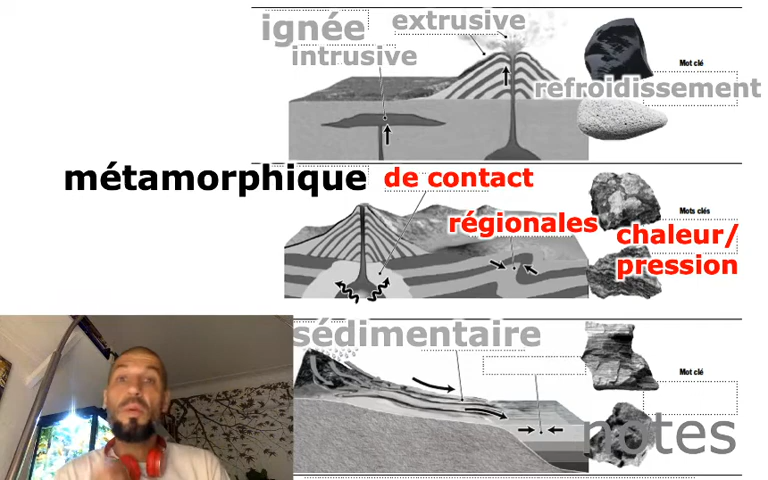 ignée
extrusive
intrusive
Mot clé
refroidissement
métamorphique
de contact
régionales
Mots clés
chaleur/
pression
sédimentaire
Mot clé
notes